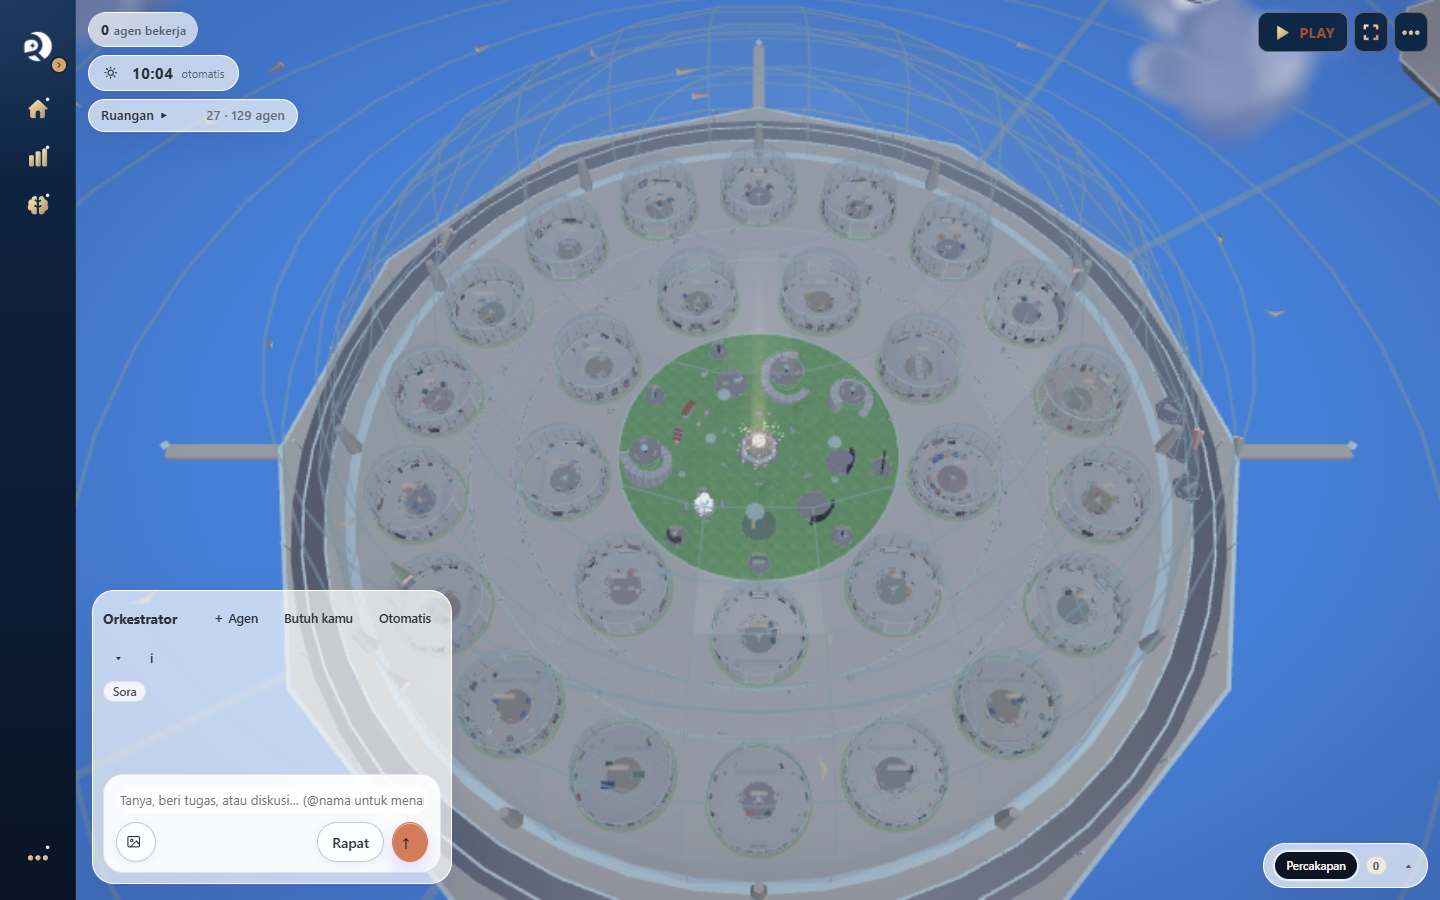 0 agen bekerja
10:04 otomatis
Ruangan 27 · 129 agen
PLAY
Orkestrator + Agen Butuh kamu Otomatis
i
Sora
Tanya, beri tugas, atau diskusi... (@nama untuk mena
Rapat
Percakapan 0